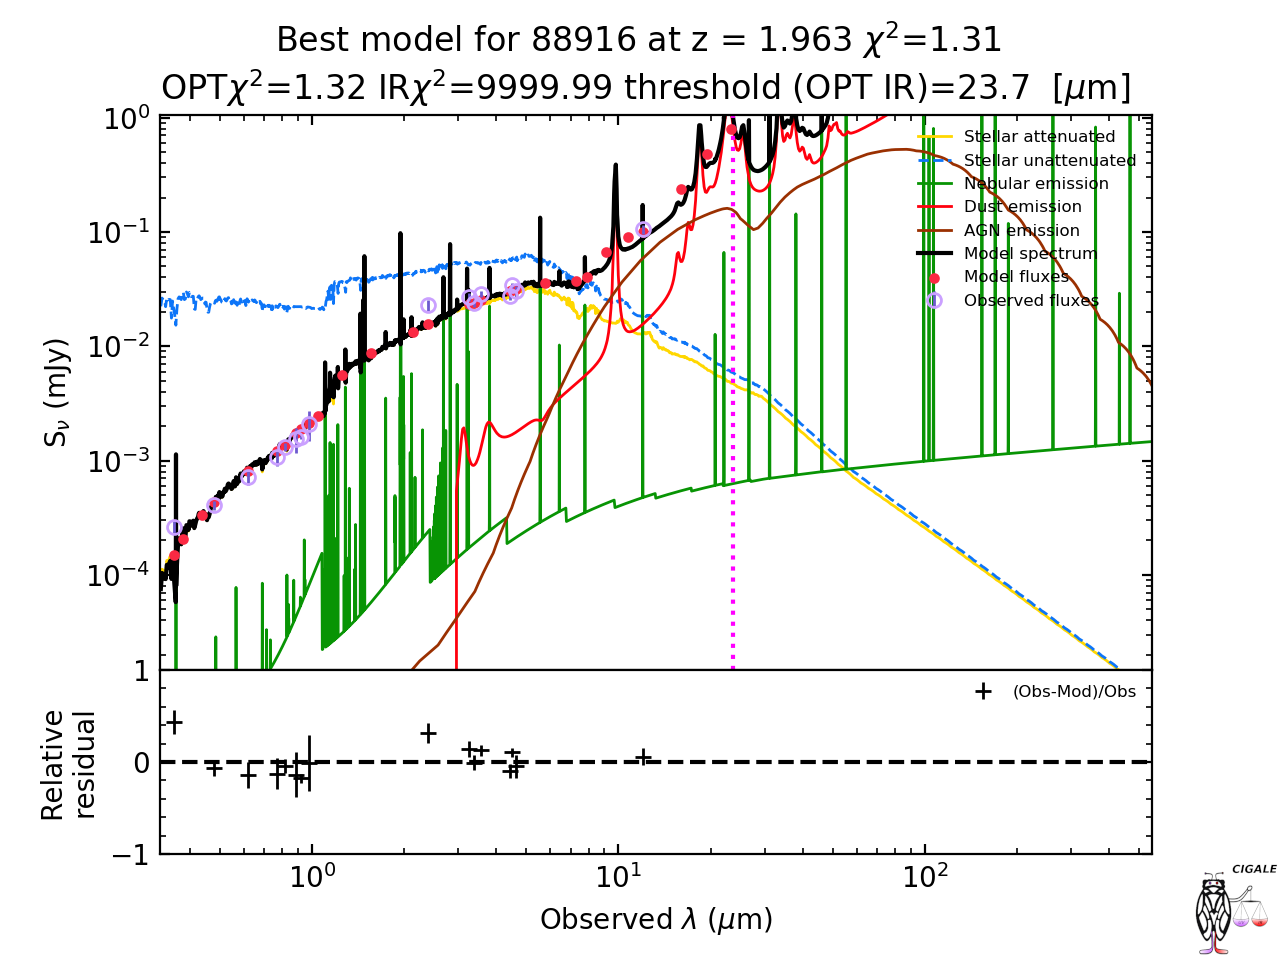 Best model for 88916 at z = 1.963 χ²=1.31
OPTχ²=1.32 IRχ²=9999.99 threshold (OPT IR)=23.7 [μm]
10⁰
10⁻¹
10⁻²
10⁻³
10⁻⁴
S_ν (mJy)
Stellar attenuated
Stellar unattenuated
Nebular emission
Dust emission
AGN emission
Model spectrum
Model fluxes
Observed fluxes
1
0
−1
Relative
residual
(Obs-Mod)/Obs
10⁰
10¹
10²
Observed λ (μm)
CIGALE